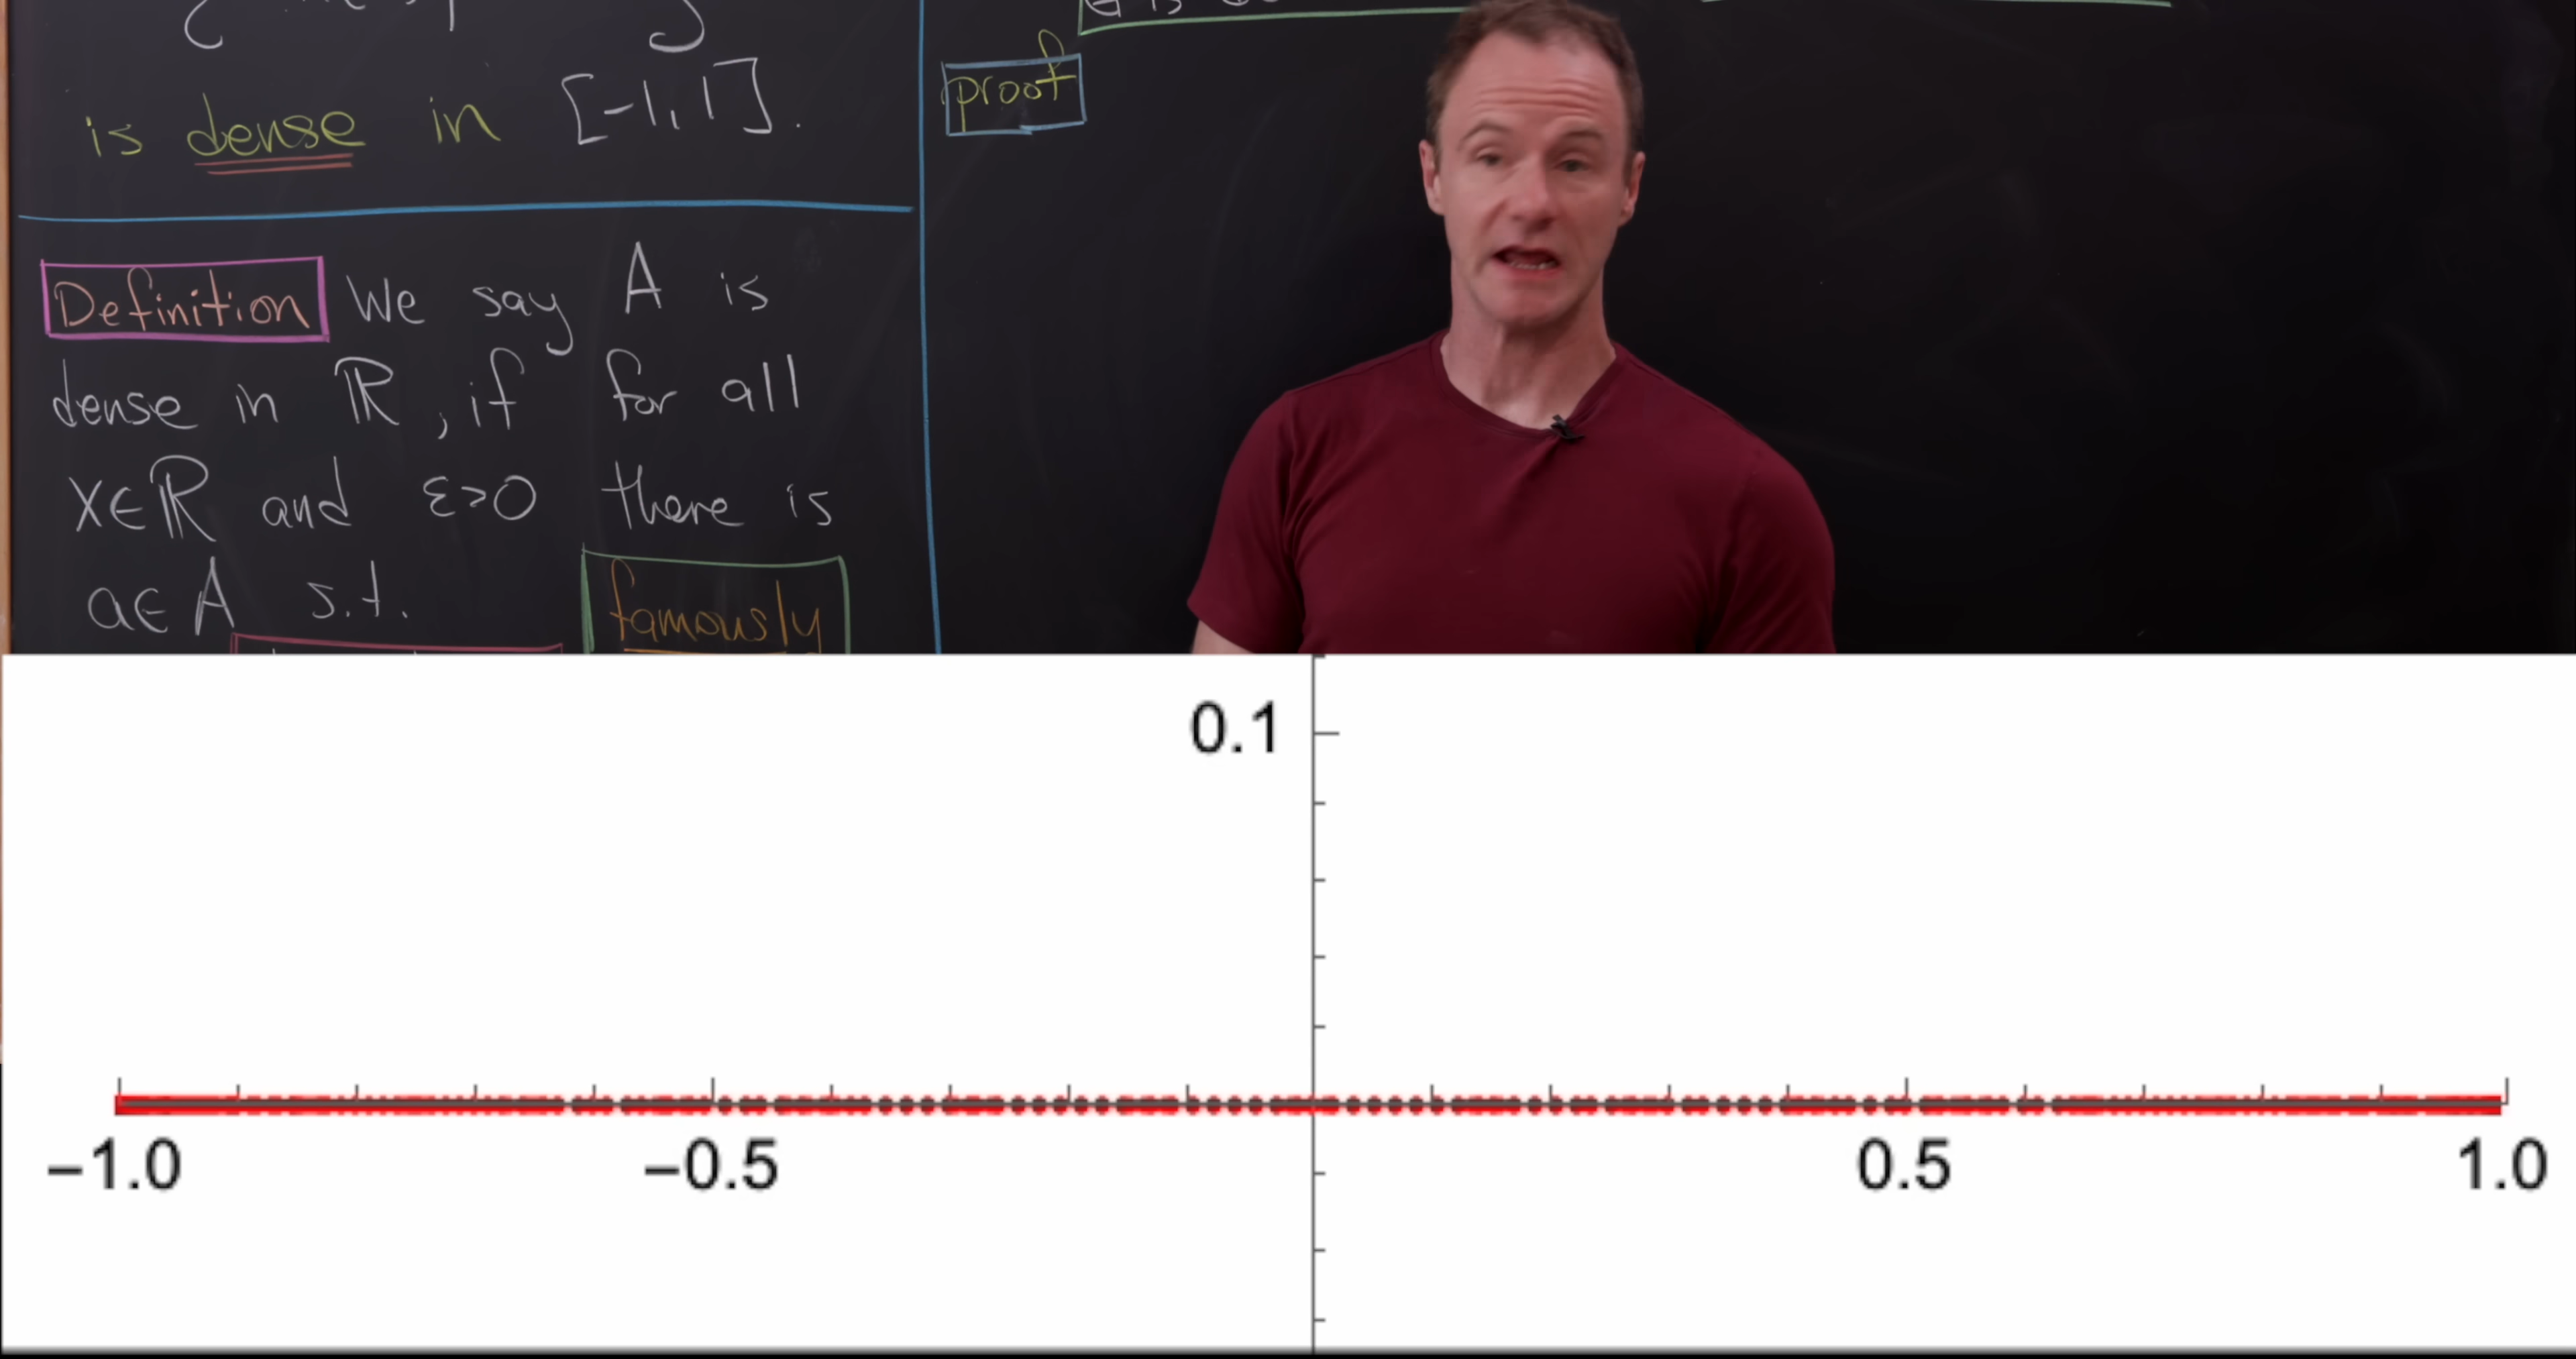 is dense in [-1,1].
proof
Definition We say A is
dense in ℝ, if for all
x∈ℝ and ε>0 there is
a∈A s.t.
famously
0.1
−1.0
−0.5
0.5
1.0